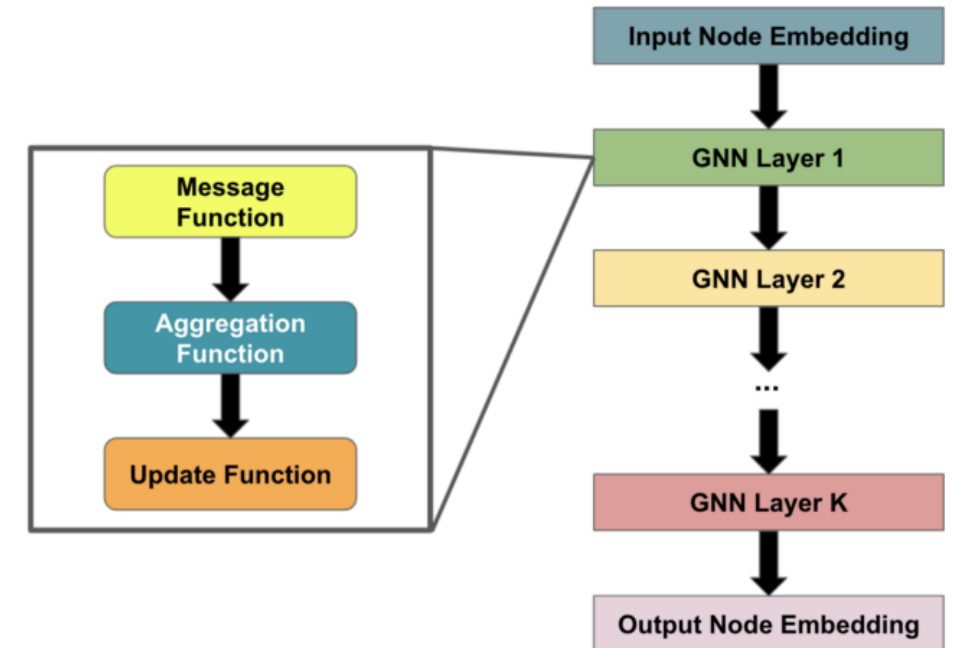 Input Node Embedding
GNN Layer 1
GNN Layer 2
...
GNN Layer K
Output Node Embedding
Message
Function
Aggregation
Function
Update Function